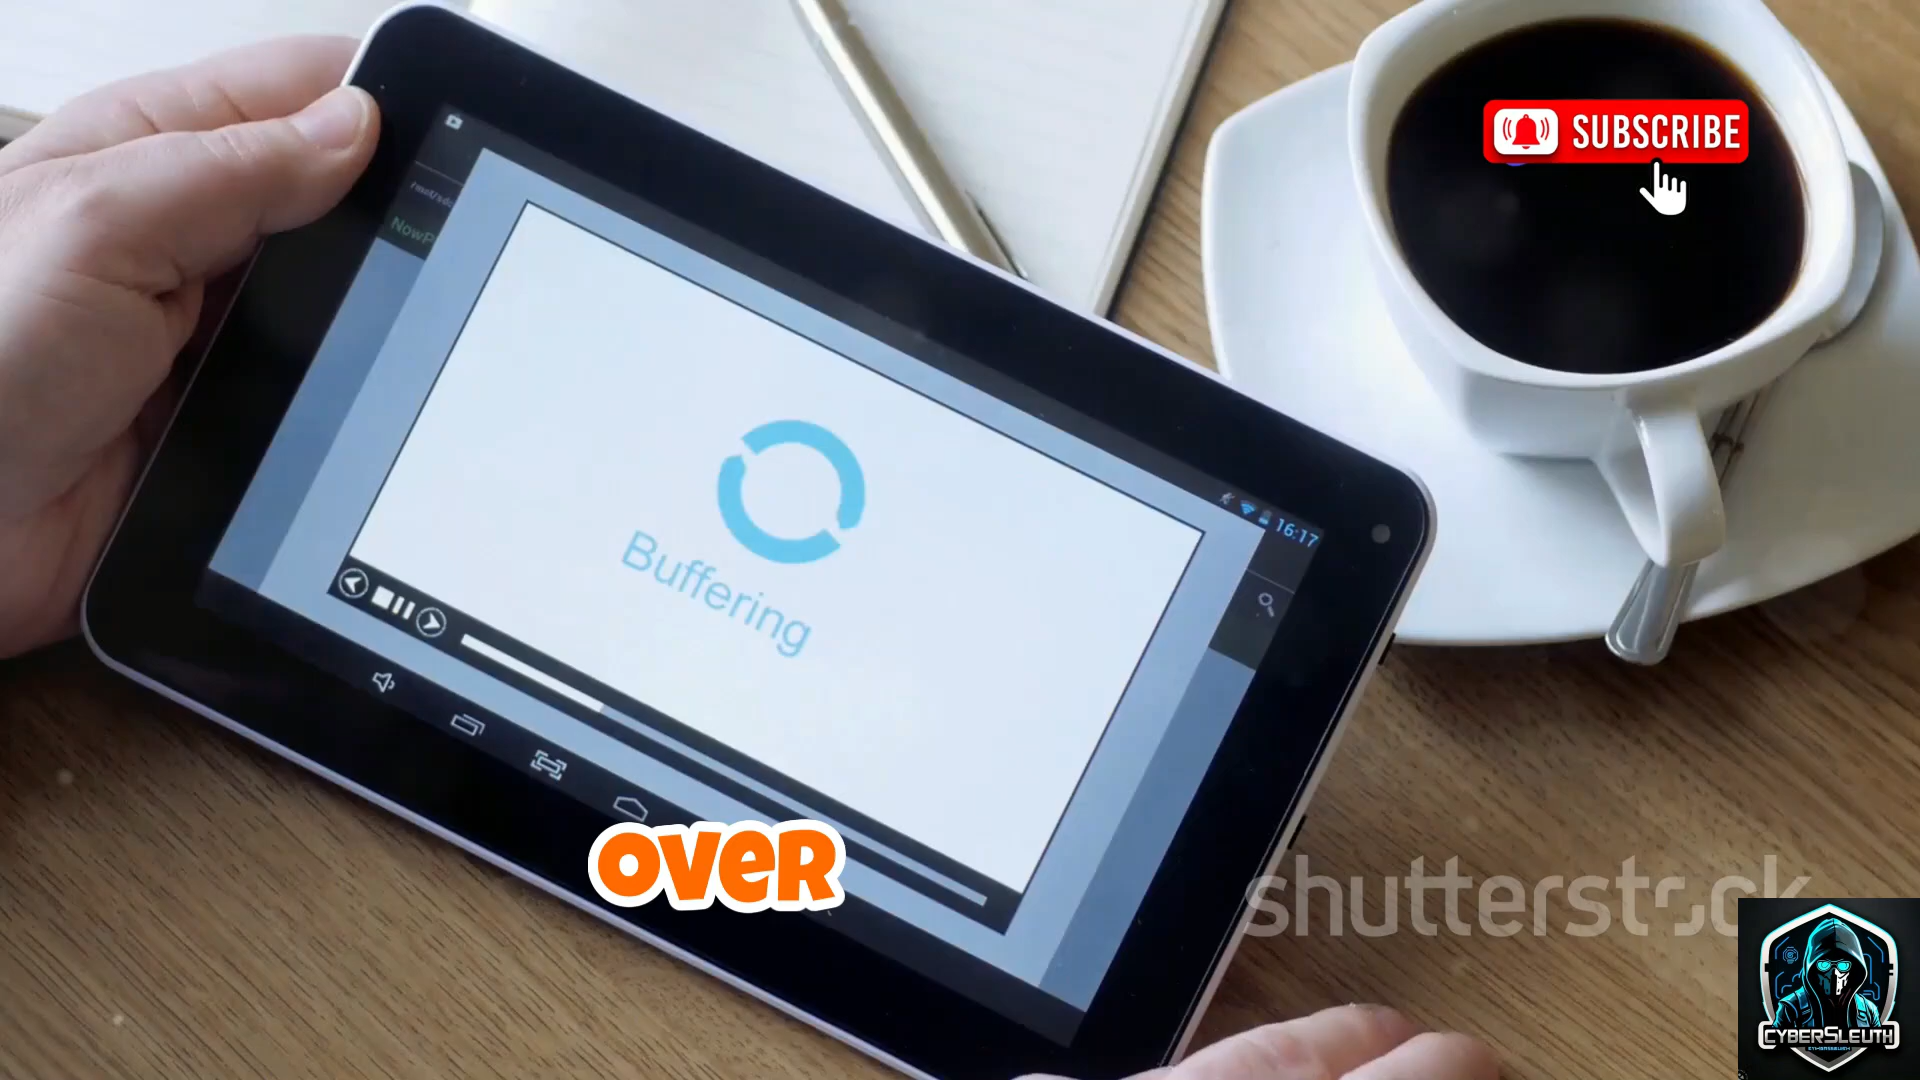 SUBSCRIBE
16:17
Buffering
over
shutterstock
CYBERSLEUTH